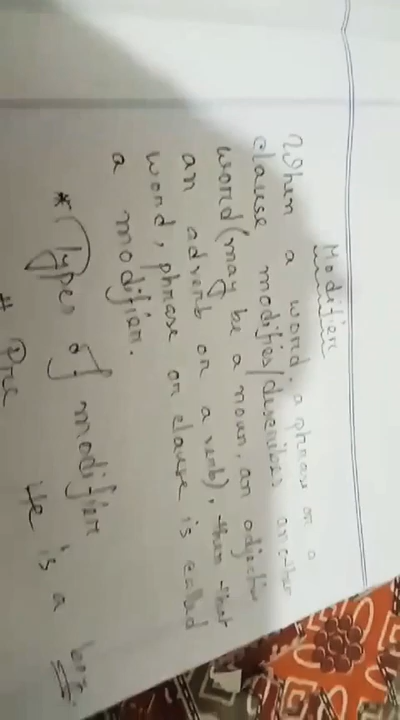 Modifier
When a word, a phrase or a
clause modifies/describes another
word (may be a noun, an adjective
an adverb or a verb), then that
word, phrase or clause is called
a modifier.
* Types of modifier
# Pre
He is a